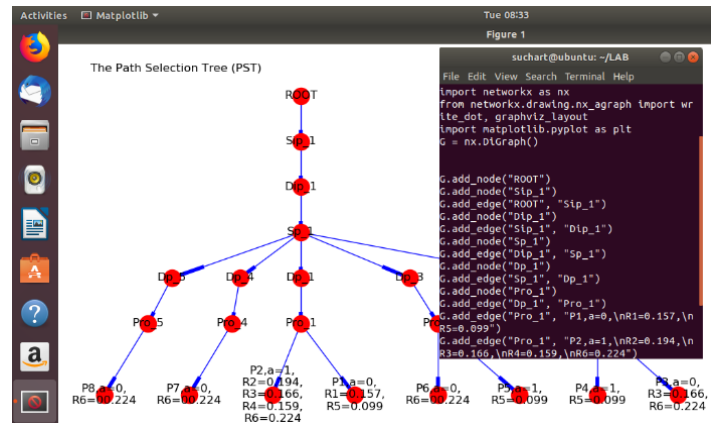 Activities
Matplotlib
Tue 08:33
Figure 1
The Path Selection Tree (PST)
ROOT
Sip_1
Dip_1
Sp_1
Dp_5
Dp_4
Dp_1
Dp_3
Pro_5
Pro_4
Pro_1
P8,a=0,
R6=00.224
P7,a=0,
R6=00.224
P2,a=1,
R2=0.194,
R3=0.166,
R4=0.159,
R6=0.224
P1,a=0,
R1=0.157,
R5=0.099
P6,a=0,
R6=0.224
P5,a=1,
R5=0.099
P4,a=1,
R5=0.099
P3,a=0,
R3=0.166,
R6=0.224
suchart@ubuntu: ~/LAB
File Edit View Search Terminal Help
import networkx as nx
from networkx.drawing.nx_agraph import wr
ite_dot, graphviz_layout
import matplotlib.pyplot as plt
G = nx.DiGraph()
G.add_node("ROOT")
G.add_node("Sip_1")
G.add_edge("ROOT", "Sip_1")
G.add_node("Dip_1")
G.add_edge("Sip_1", "Dip_1")
G.add_node("Sp_1")
G.add_edge("Dip_1", "Sp_1")
G.add_node("Dp_1")
G.add_edge("Sp_1", "Dp_1")
G.add_node("Pro_1")
G.add_edge("Dp_1", "Pro_1")
G.add_edge("Pro_1", "P1,a=0,\nR1=0.157,\n
R5=0.099")
G.add_edge("Pro_1", "P2,a=1,\nR2=0.194,\n
R3=0.166,\nR4=0.159,\nR6=0.224")